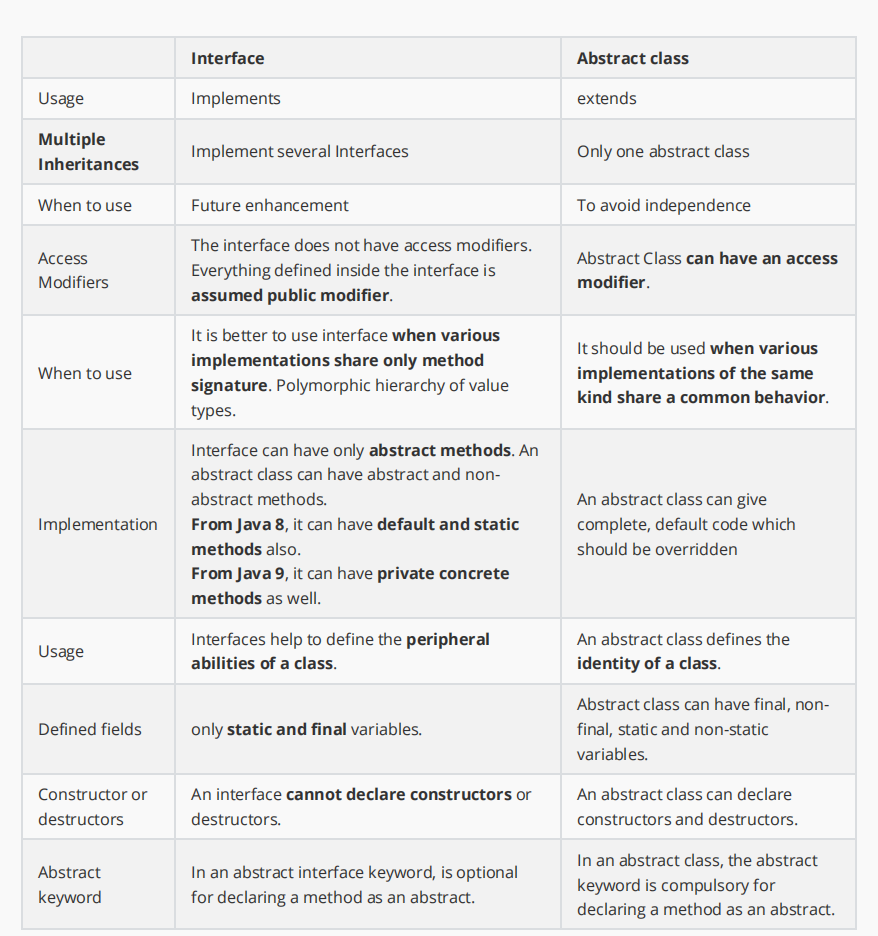 Interface
Abstract class
Usage
Implements
extends
Multiple
Inheritances
Implement several Interfaces
Only one abstract class
When to use
Future enhancement
To avoid independence
Access
Modifiers
The interface does not have access modifiers.
Everything defined inside the interface is
assumed public modifier.
Abstract Class can have an access
modifier.
When to use
It is better to use interface when various
implementations share only method
signature. Polymorphic hierarchy of value
types.
It should be used when various
implementations of the same
kind share a common behavior.
Implementation
Interface can have only abstract methods. An
abstract class can have abstract and non-
abstract methods.
From Java 8, it can have default and static
methods also.
From Java 9, it can have private concrete
methods as well.
An abstract class can give
complete, default code which
should be overridden
Usage
Interfaces help to define the peripheral
abilities of a class.
An abstract class defines the
identity of a class.
Defined fields
only static and final variables.
Abstract class can have final, non-
final, static and non-static
variables.
Constructor or
destructors
An interface cannot declare constructors or
destructors.
An abstract class can declare
constructors and destructors.
Abstract
keyword
In an abstract interface keyword, is optional
for declaring a method as an abstract.
In an abstract class, the abstract
keyword is compulsory for
declaring a method as an abstract.